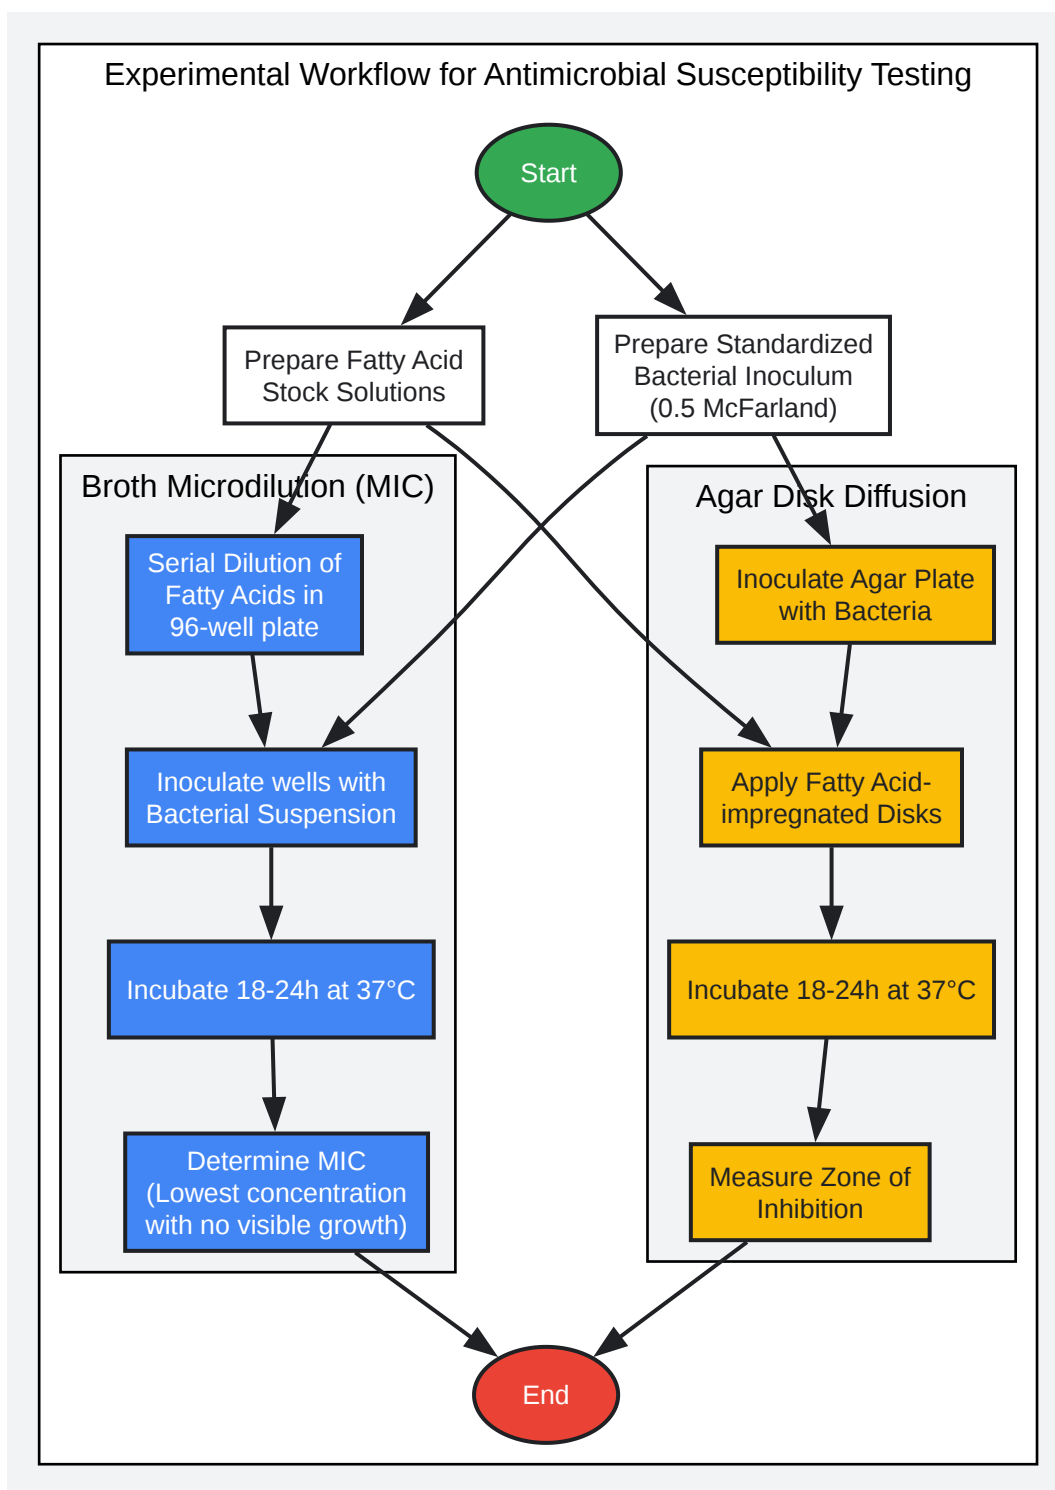 Experimental Workflow for Antimicrobial Susceptibility Testing
Start
Prepare Fatty Acid
Stock Solutions
Prepare Standardized
Bacterial Inoculum
(0.5 McFarland)
Broth Microdilution (MIC)
Serial Dilution of
Fatty Acids in
96-well plate
Inoculate wells with
Bacterial Suspension
Incubate 18-24h at 37°C
Determine MIC
(Lowest concentration
with no visible growth)
Agar Disk Diffusion
Inoculate Agar Plate
with Bacteria
Apply Fatty Acid-
impregnated Disks
Incubate 18-24h at 37°C
Measure Zone of
Inhibition
End